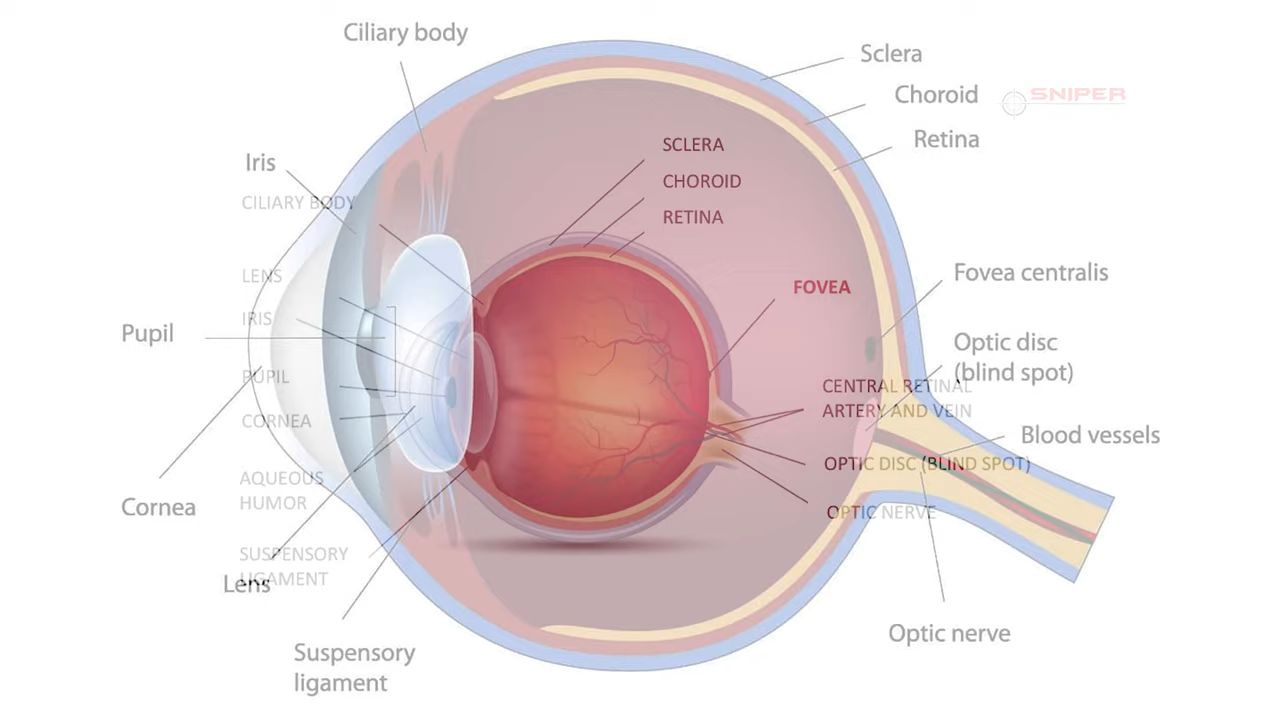 Ciliary body
Sclera
Choroid
SNIPER
Retina
SCLERA
Iris
CHOROID
CILIARY BODY
RETINA
LENS
Fovea centralis
FOVEA
IRIS
Pupil
Optic disc
(blind spot)
PUPIL
CENTRAL RETINAL
ARTERY AND VEIN
CORNEA
Blood vessels
OPTIC DISC (BLIND SPOT)
AQUEOUS
HUMOR
Cornea
OPTIC NERVE
SUSPENSORY
LIGAMENT
Lens
Optic nerve
Suspensory
ligament